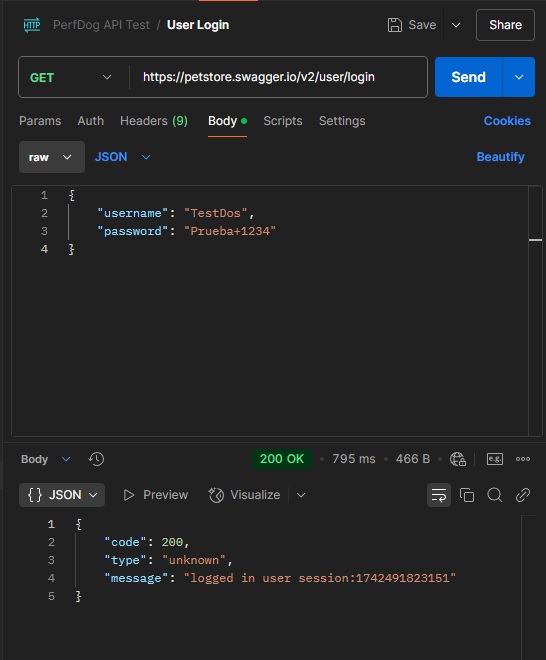 HTTP PerfDog API Test / User Login Save Share
GET https://petstore.swagger.io/v2/user/login Send
Params Auth Headers (9) Body Scripts Settings Cookies
raw JSON Beautify
1 {
2 "username": "TestDos",
3 "password": "Prueba+1234"
4 }
Body 200 OK • 795 ms • 466 B • e.g.
{} JSON Preview Visualize
1 {
2 "code": 200,
3 "type": "unknown",
4 "message": "logged in user session:1742491823151"
5 }